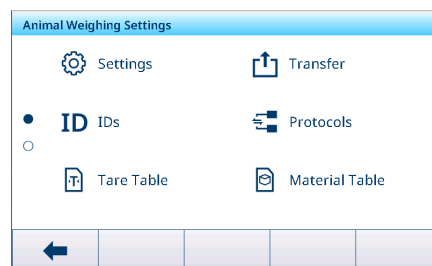 Animal Weighing Settings
Settings
Transfer
ID IDs
Protocols
T Tare Table
Material Table